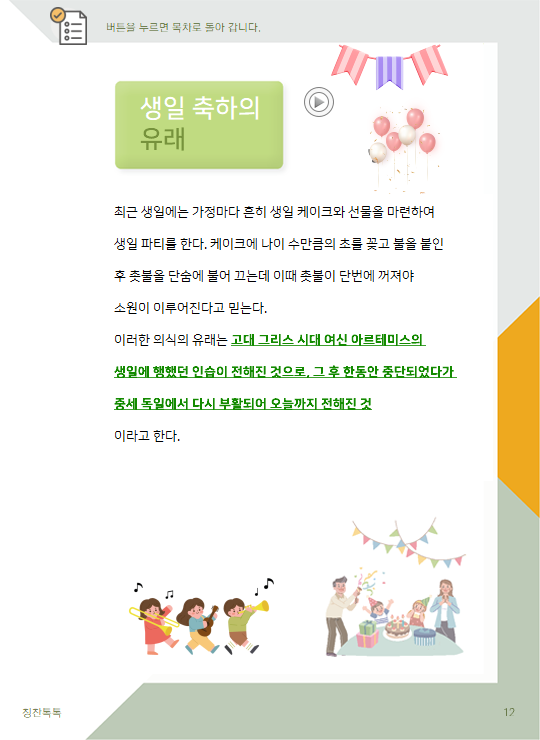 버튼을 누르면 목차로 돌아 갑니다.
생일 축하의
유래
최근 생일에는 가정마다 흔히 생일 케이크와 선물을 마련하여
생일 파티를 한다. 케이크에 나이 수만큼의 초를 꽂고 불을 붙인
후 촛불을 단숨에 불어 끄는데 이때 촛불이 단번에 꺼져야
소원이 이루어진다고 믿는다.
이러한 의식의 유래는 고대 그리스 시대 여신 아르테미스의
생일에 행했던 인습이 전해진 것으로, 그 후 한동안 중단되었다가
중세 독일에서 다시 부활되어 오늘까지 전해진 것
이라고 한다.
칭찬톡톡
12